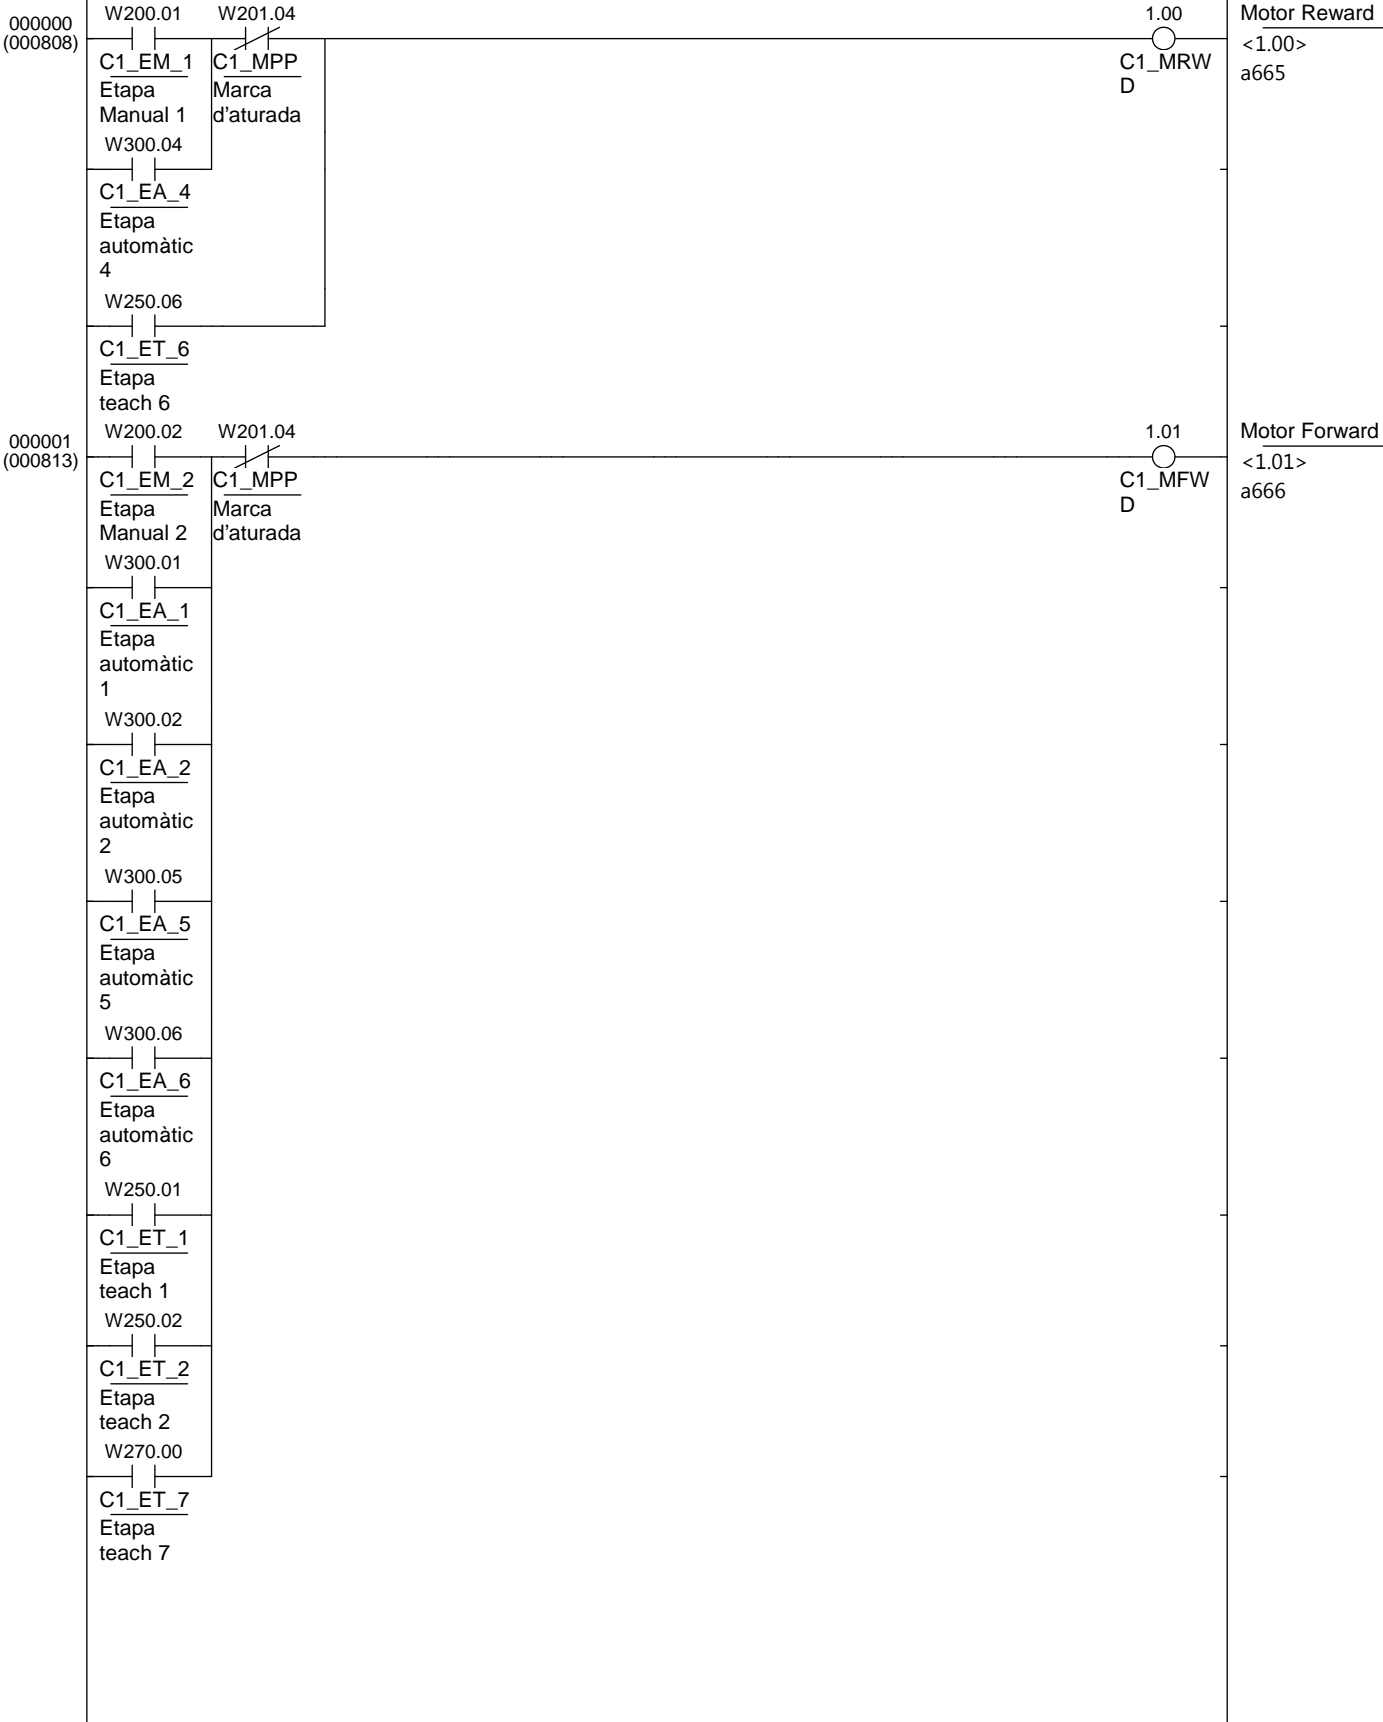 000000
(000808)
W200.01
W201.04
1.00
Motor Reward
C1_EM_1
C1_MPP
C1_MRW
D
<1.00>
a665
Etapa
Manual 1
Marca
d'aturada
W300.04
C1_EA_4
Etapa
automàtic
4
W250.06
C1_ET_6
Etapa
teach 6
000001
(000813)
W200.02
W201.04
1.01
Motor Forward
C1_EM_2
C1_MPP
C1_MFW
D
<1.01>
a666
Etapa
Manual 2
Marca
d'aturada
W300.01
C1_EA_1
Etapa
automàtic
1
W300.02
C1_EA_2
Etapa
automàtic
2
W300.05
C1_EA_5
Etapa
automàtic
5
W300.06
C1_EA_6
Etapa
automàtic
6
W250.01
C1_ET_1
Etapa
teach 1
W250.02
C1_ET_2
Etapa
teach 2
W270.00
C1_ET_7
Etapa
teach 7